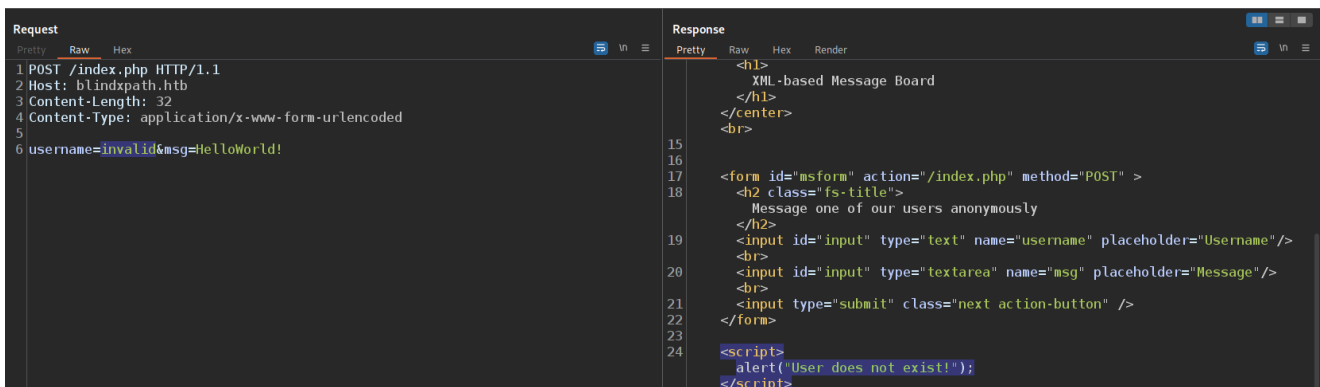 Request
Pretty Raw Hex \n
1 POST /index.php HTTP/1.1
2 Host: blindxpath.htb
3 Content-Length: 32
4 Content-Type: application/x-www-form-urlencoded
5
6 username=invalid&msg=HelloWorld!
Response
Pretty Raw Hex Render \n
<h1>
XML-based Message Board
</h1>
</center>
<br>
15
16
17 <form id="msform" action="/index.php" method="POST" >
18 <h2 class="fs-title">
Message one of our users anonymously
</h2>
19 <input id="input" type="text" name="username" placeholder="Username"/>
<br>
20 <input id="input" type="textarea" name="msg" placeholder="Message"/>
<br>
21 <input type="submit" class="next action-button" />
22 </form>
23
24 <script>
alert("User does not exist!");
</script>